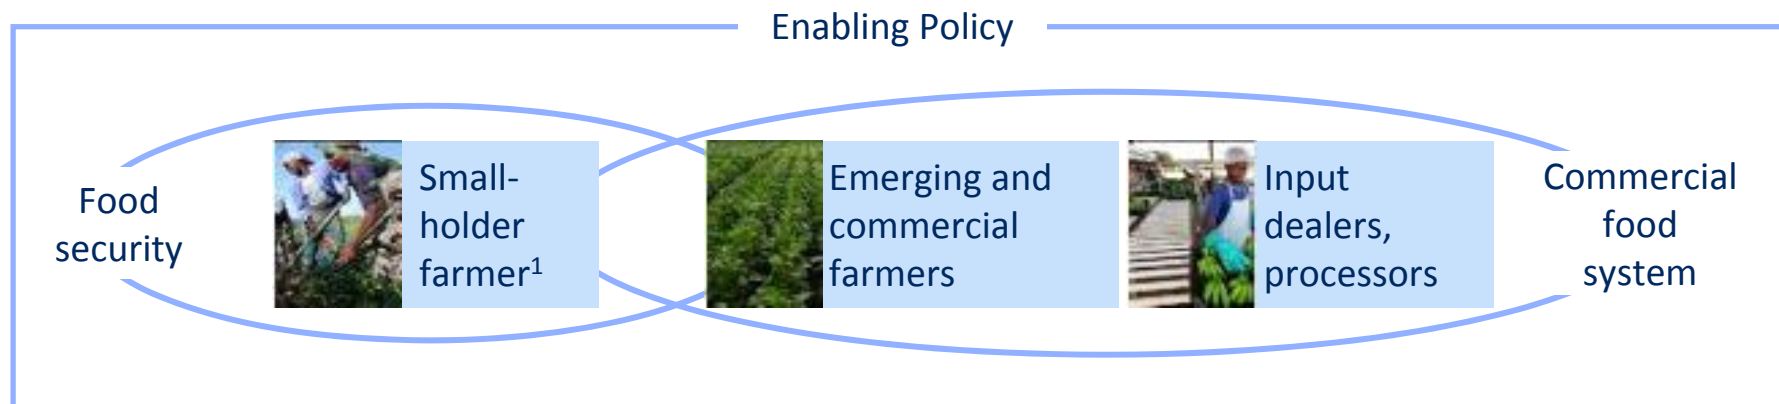 Enabling Policy
Food
security
Small-
holder
farmer¹
Emerging and
commercial
farmers
Input
dealers,
processors
Commercial
food
system